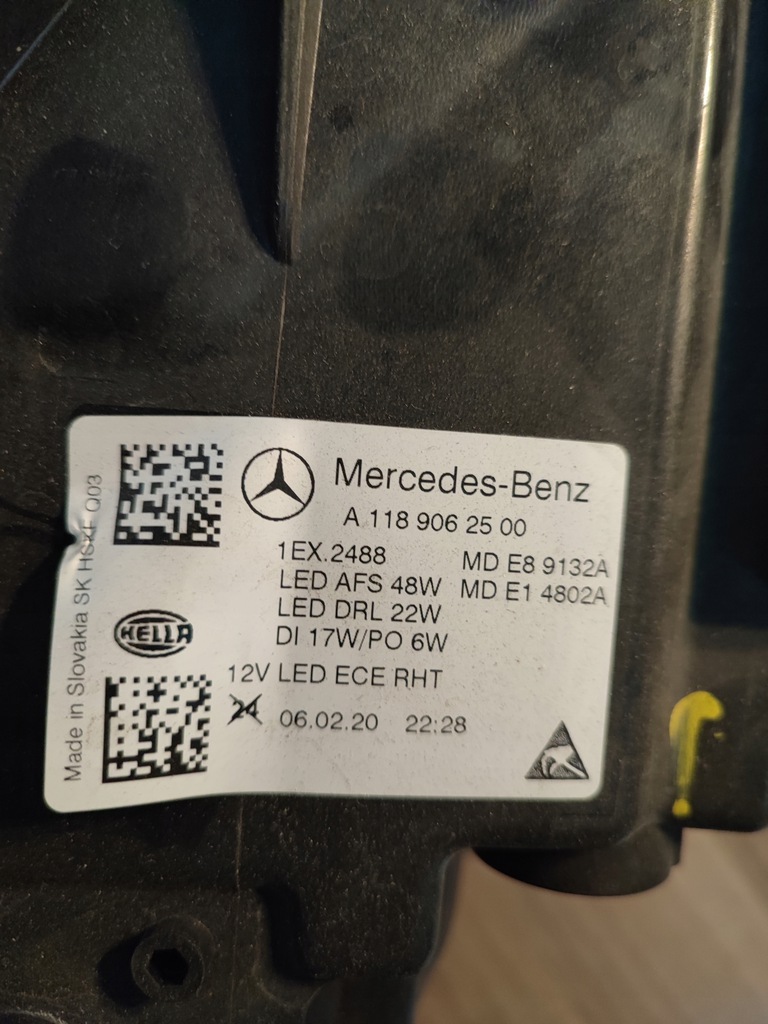 Mercedes-Benz
A 118 906 25 00
1EX.2488 MD E8 9132A
LED AFS 48W MD E1 4802A
LED DRL 22W
DI 17W/PO 6W
12V LED ECE RHT
24 06.02.20 22:28
HELLA
Made in Slovakia SK Q03